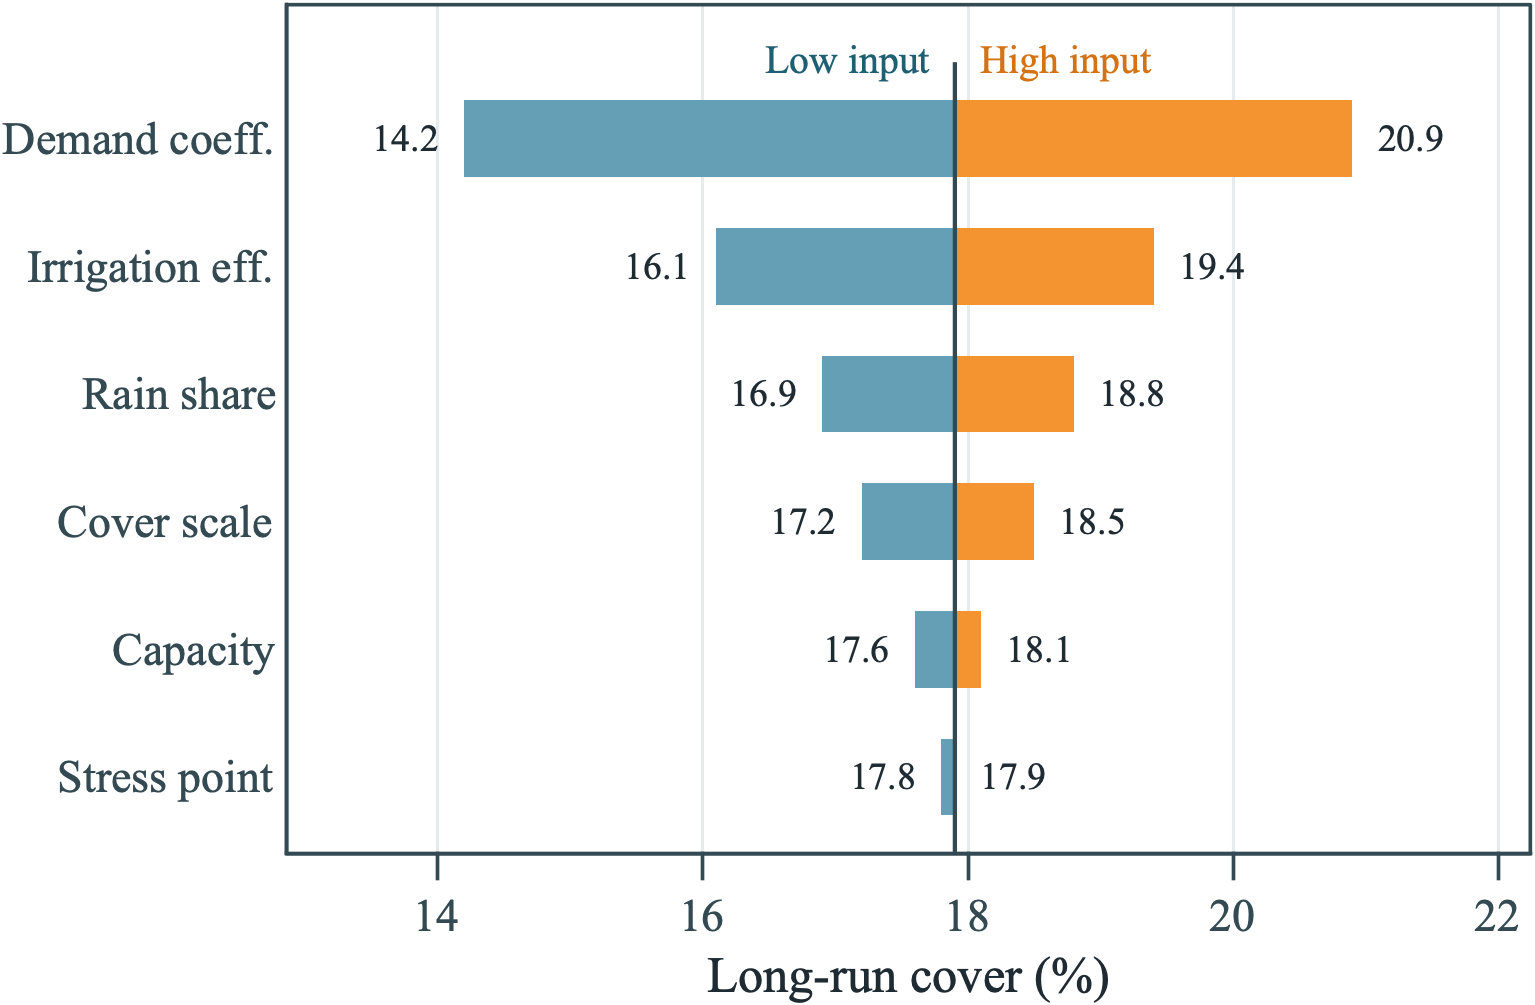 Low input High input
Demand coeff. 14.2 20.9
Irrigation eff. 16.1 19.4
Rain share 16.9 18.8
Cover scale 17.2 18.5
Capacity 17.6 18.1
Stress point 17.8 17.9
14 16 18 20 22
Long-run cover (%)